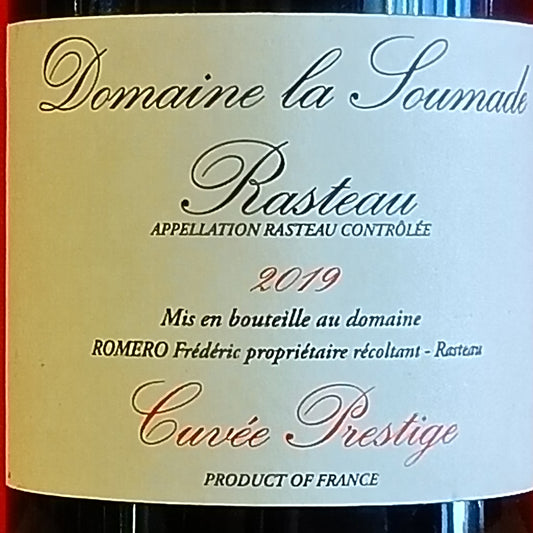 Domaine la Soumade
Rasteau
APPELLATION RASTEAU CONTRÔLÉE
2019
Mis en bouteille au domaine
ROMERO Frédéric propriétaire récoltant - Rasteau
Cuvée Prestige
PRODUCT OF FRANCE